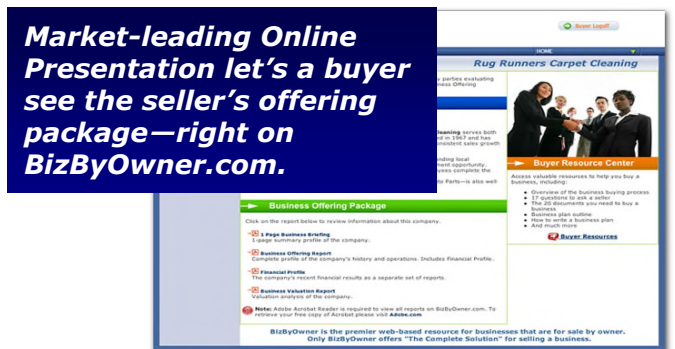 Market-leading Online
Presentation let's a buyer
see the seller's offering
package—right on
BizByOwner.com.
Buyer Logoff
HOME
Rug Runners Carpet Cleaning
parties evaluating
ness Offering
leaning serves both
ed in 1967 and has
nsistent sales growth
nding local
ment opportunity.
yees complete the
to Parts—is also well
Buyer Resource Center
Access valuable resources to help you buy a
business, including:
Overview of the business buying process
17 questions to ask a seller
The 20 documents you need to buy a
business
Business plan outline
How to write a business plan
And much more
Buyer Resources
Business Offering Package
Click on the report below to review information about this company.
1 Page Business Briefing
1-page summary profile of the company.
Business Offering Report
Complete profile of the company's history and operations. Includes Financial Profile.
Financial Profile
The company's recent financial results as a separate set of reports.
Business Valuation Report
Valuation analysis of the company.
Note: Adobe Acrobat Reader is required to view all reports on BizByOwner.com. To
retrieve your free copy of Acrobat please visit Adobe.com
BizByOwner is the premier web-based resource for businesses that are for sale by owner.
Only BizByOwner offers "The Complete Solution" for selling a business.